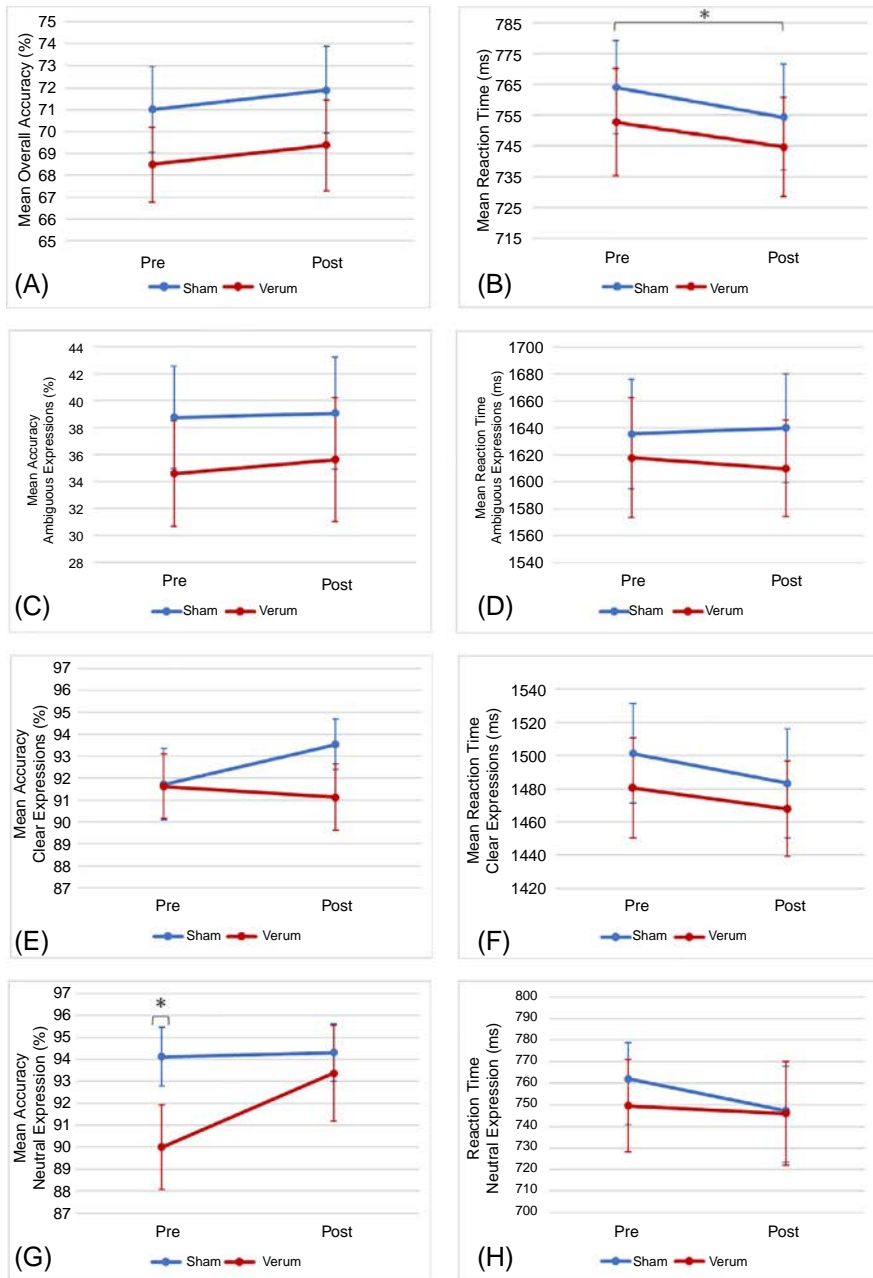 Mean Overall Accuracy (%)
75
74
73
72
71
70
69
68
67
66
65
Pre
Post
Sham
Verum
(A)
Mean Reaction Time (ms)
785
775
765
755
745
735
725
715
*
Pre
Post
Sham
Verum
(B)
Mean Accuracy
Ambiguous Expressions (%)
44
42
40
38
36
34
32
30
28
Pre
Post
Sham
Verum
(C)
Mean Reaction Time
Ambiguous Expressions (ms)
1700
1680
1660
1640
1620
1600
1580
1560
1540
Pre
Post
Sham
Verum
(D)
Mean Accuracy
Clear Expressions (%)
97
96
95
94
93
92
91
90
89
88
87
Pre
Post
Sham
Verum
(E)
Mean Reaction Time
Clear Expressions (ms)
1540
1520
1500
1480
1460
1440
1420
Pre
Post
Sham
Verum
(F)
Mean Accuracy
Neutral Expression (%)
97
96
95
94
93
92
91
90
89
88
87
*
Pre
Post
Sham
Verum
(G)
Reaction Time
Neutral Expression (ms)
800
790
780
770
760
750
740
730
720
710
700
Pre
Post
Sham
Verum
(H)